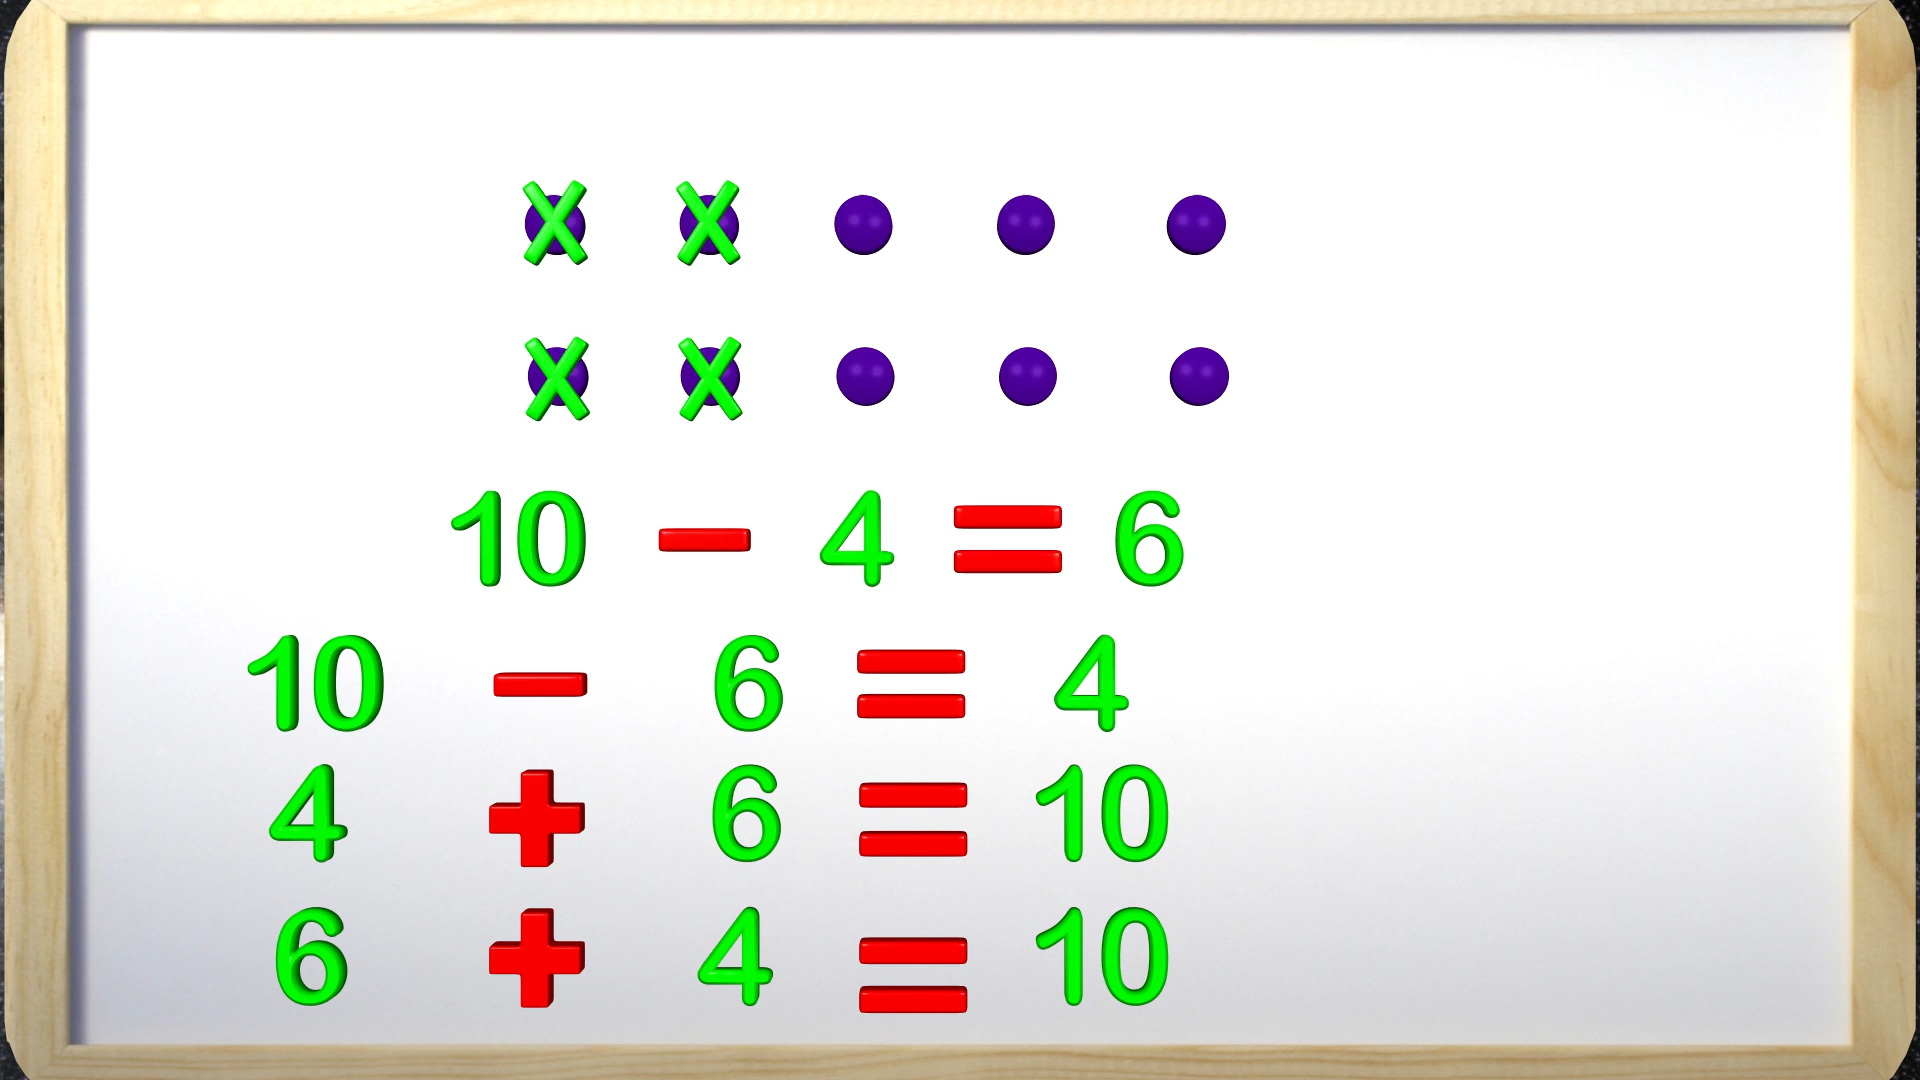 X X
X X
10 - 4 = 6
10 - 6 = 4
4 + 6 = 10
6 + 4 = 10